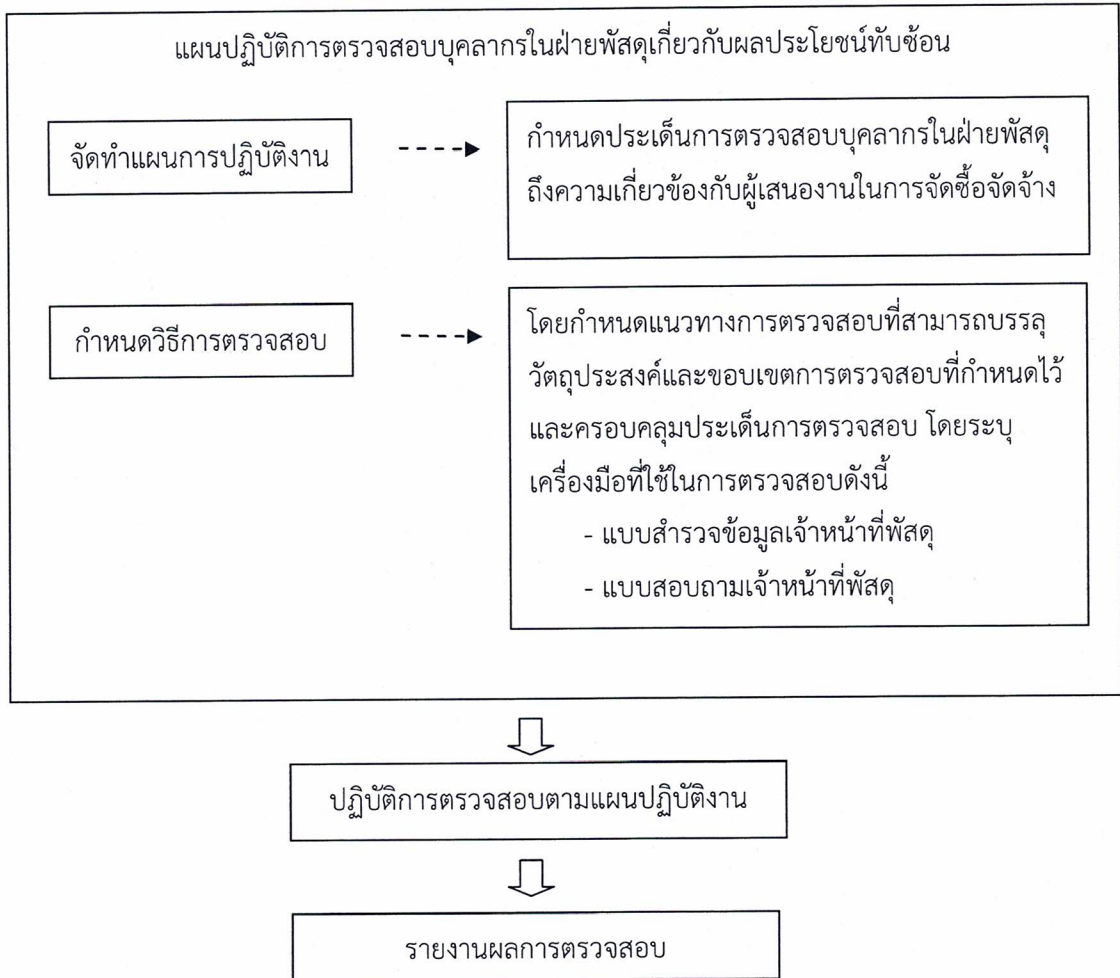 แผนปฏิบัติการตรวจสอบบุคลากรในฝ่ายพัสดุเกี่ยวกับผลประโยชน์ทับซ้อน
จัดทำแผนการปฏิบัติงาน
กำหนดประเด็นการตรวจสอบบุคลากรในฝ่ายพัสดุ
ถึงความเกี่ยวข้องกับผู้เสนองานในการจัดซื้อจัดจ้าง
กำหนดวิธีการตรวจสอบ
โดยกำหนดแนวทางการตรวจสอบที่สามารถบรรลุ
วัตถุประสงค์และขอบเขตการตรวจสอบที่กำหนดไว้
และครอบคลุมประเด็นการตรวจสอบ โดยระบุ
เครื่องมือที่ใช้ในการตรวจสอบดังนี้
- แบบสำรวจข้อมูลเจ้าหน้าที่พัสดุ
- แบบสอบถามเจ้าหน้าที่พัสดุ
ปฏิบัติการตรวจสอบตามแผนปฏิบัติงาน
รายงานผลการตรวจสอบ